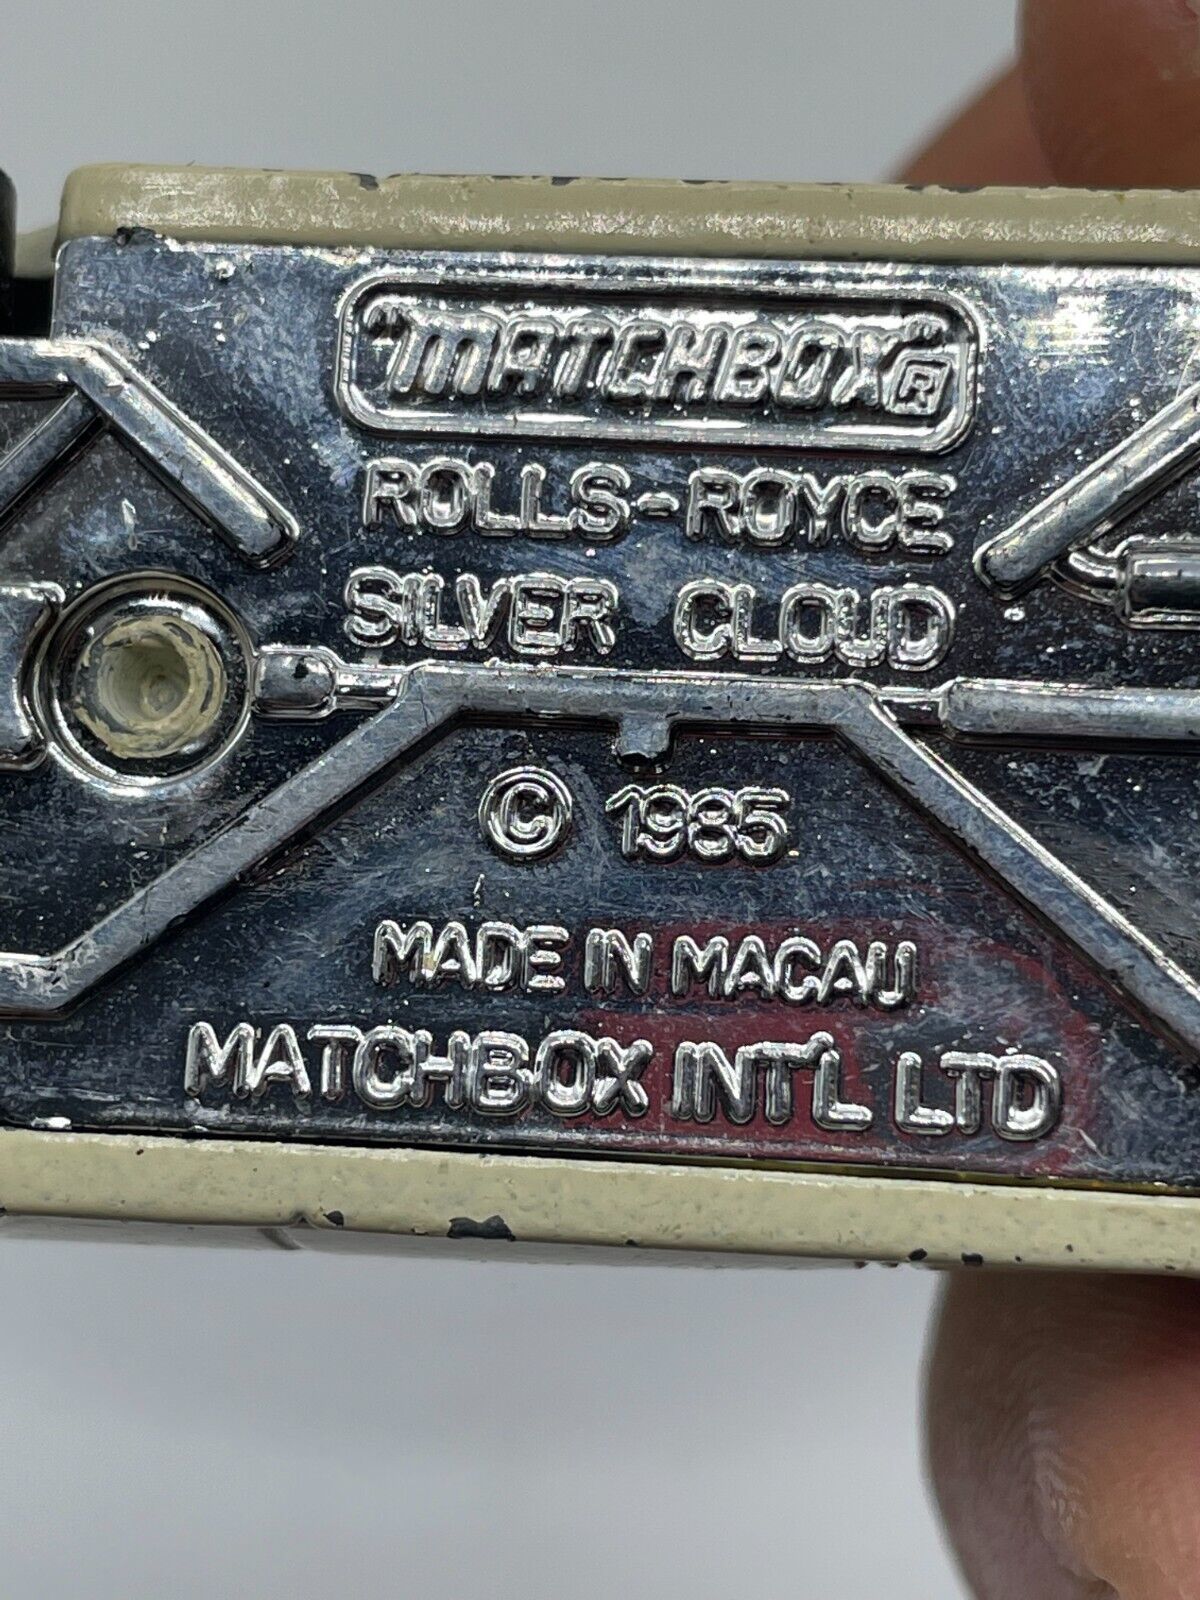 "MATCHBOX" ®
ROLLS-ROYCE
SILVER CLOUD
© 1985
MADE IN MACAU
MATCHBOX INT'L LTD